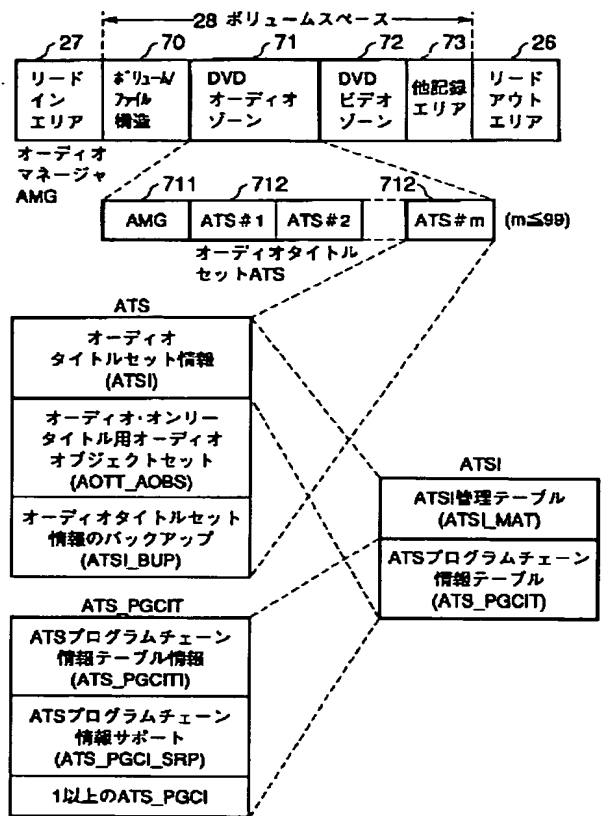 28 ボリュームスペース
27
70
71
72
73
26
リード
イン
エリア
ボリューム/
ファイル
構造
DVD
オーディオ
ゾーン
DVD
ビデオ
ゾーン
他記録
エリア
リード
アウト
エリア
オーディオ
マネージャ
AMG
711
712
712
AMG
ATS#1
ATS#2
ATS#m
(m≦99)
オーディオタイトル
セットATS
ATS
オーディオ
タイトルセット情報
(ATSI)
オーディオ・オンリー
タイトル用オーディオ
オブジェクトセット
(AOTT_AOBS)
オーディオタイトルセット
情報のバックアップ
(ATSI_BUP)
ATSI
ATSI管理テーブル
(ATSI_MAT)
ATSプログラムチェーン
情報テーブル
(ATS_PGCIT)
ATS_PGCIT
ATSプログラムチェーン
情報テーブル情報
(ATS_PGCITI)
ATSプログラムチェーン
情報サポート
(ATS_PGCI_SRP)
1以上のATS_PGCI